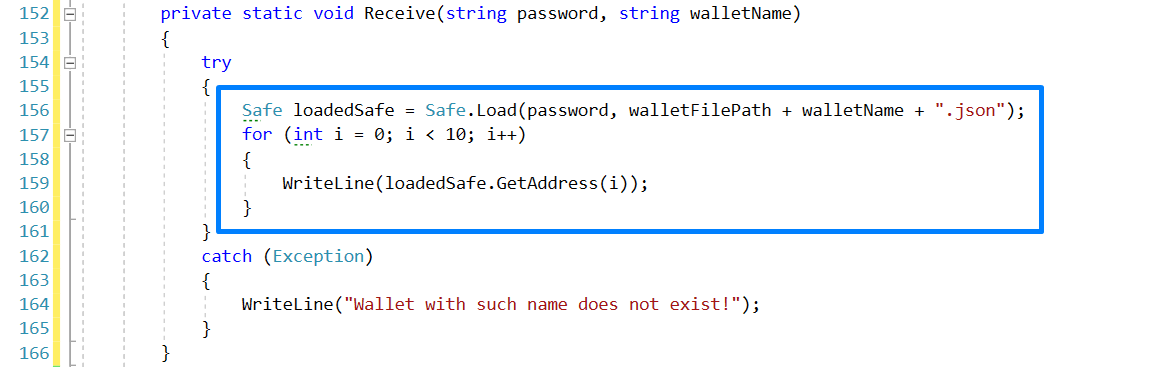 152 private static void Receive(string password, string walletName)
153 {
154 try
155 {
156 Safe loadedSafe = Safe.Load(password, walletFilePath + walletName + ".json");
157 for (int i = 0; i < 10; i++)
158 {
159 WriteLine(loadedSafe.GetAddress(i));
160 }
161 }
162 catch (Exception)
163 {
164 WriteLine("Wallet with such name does not exist!");
165 }
166 }